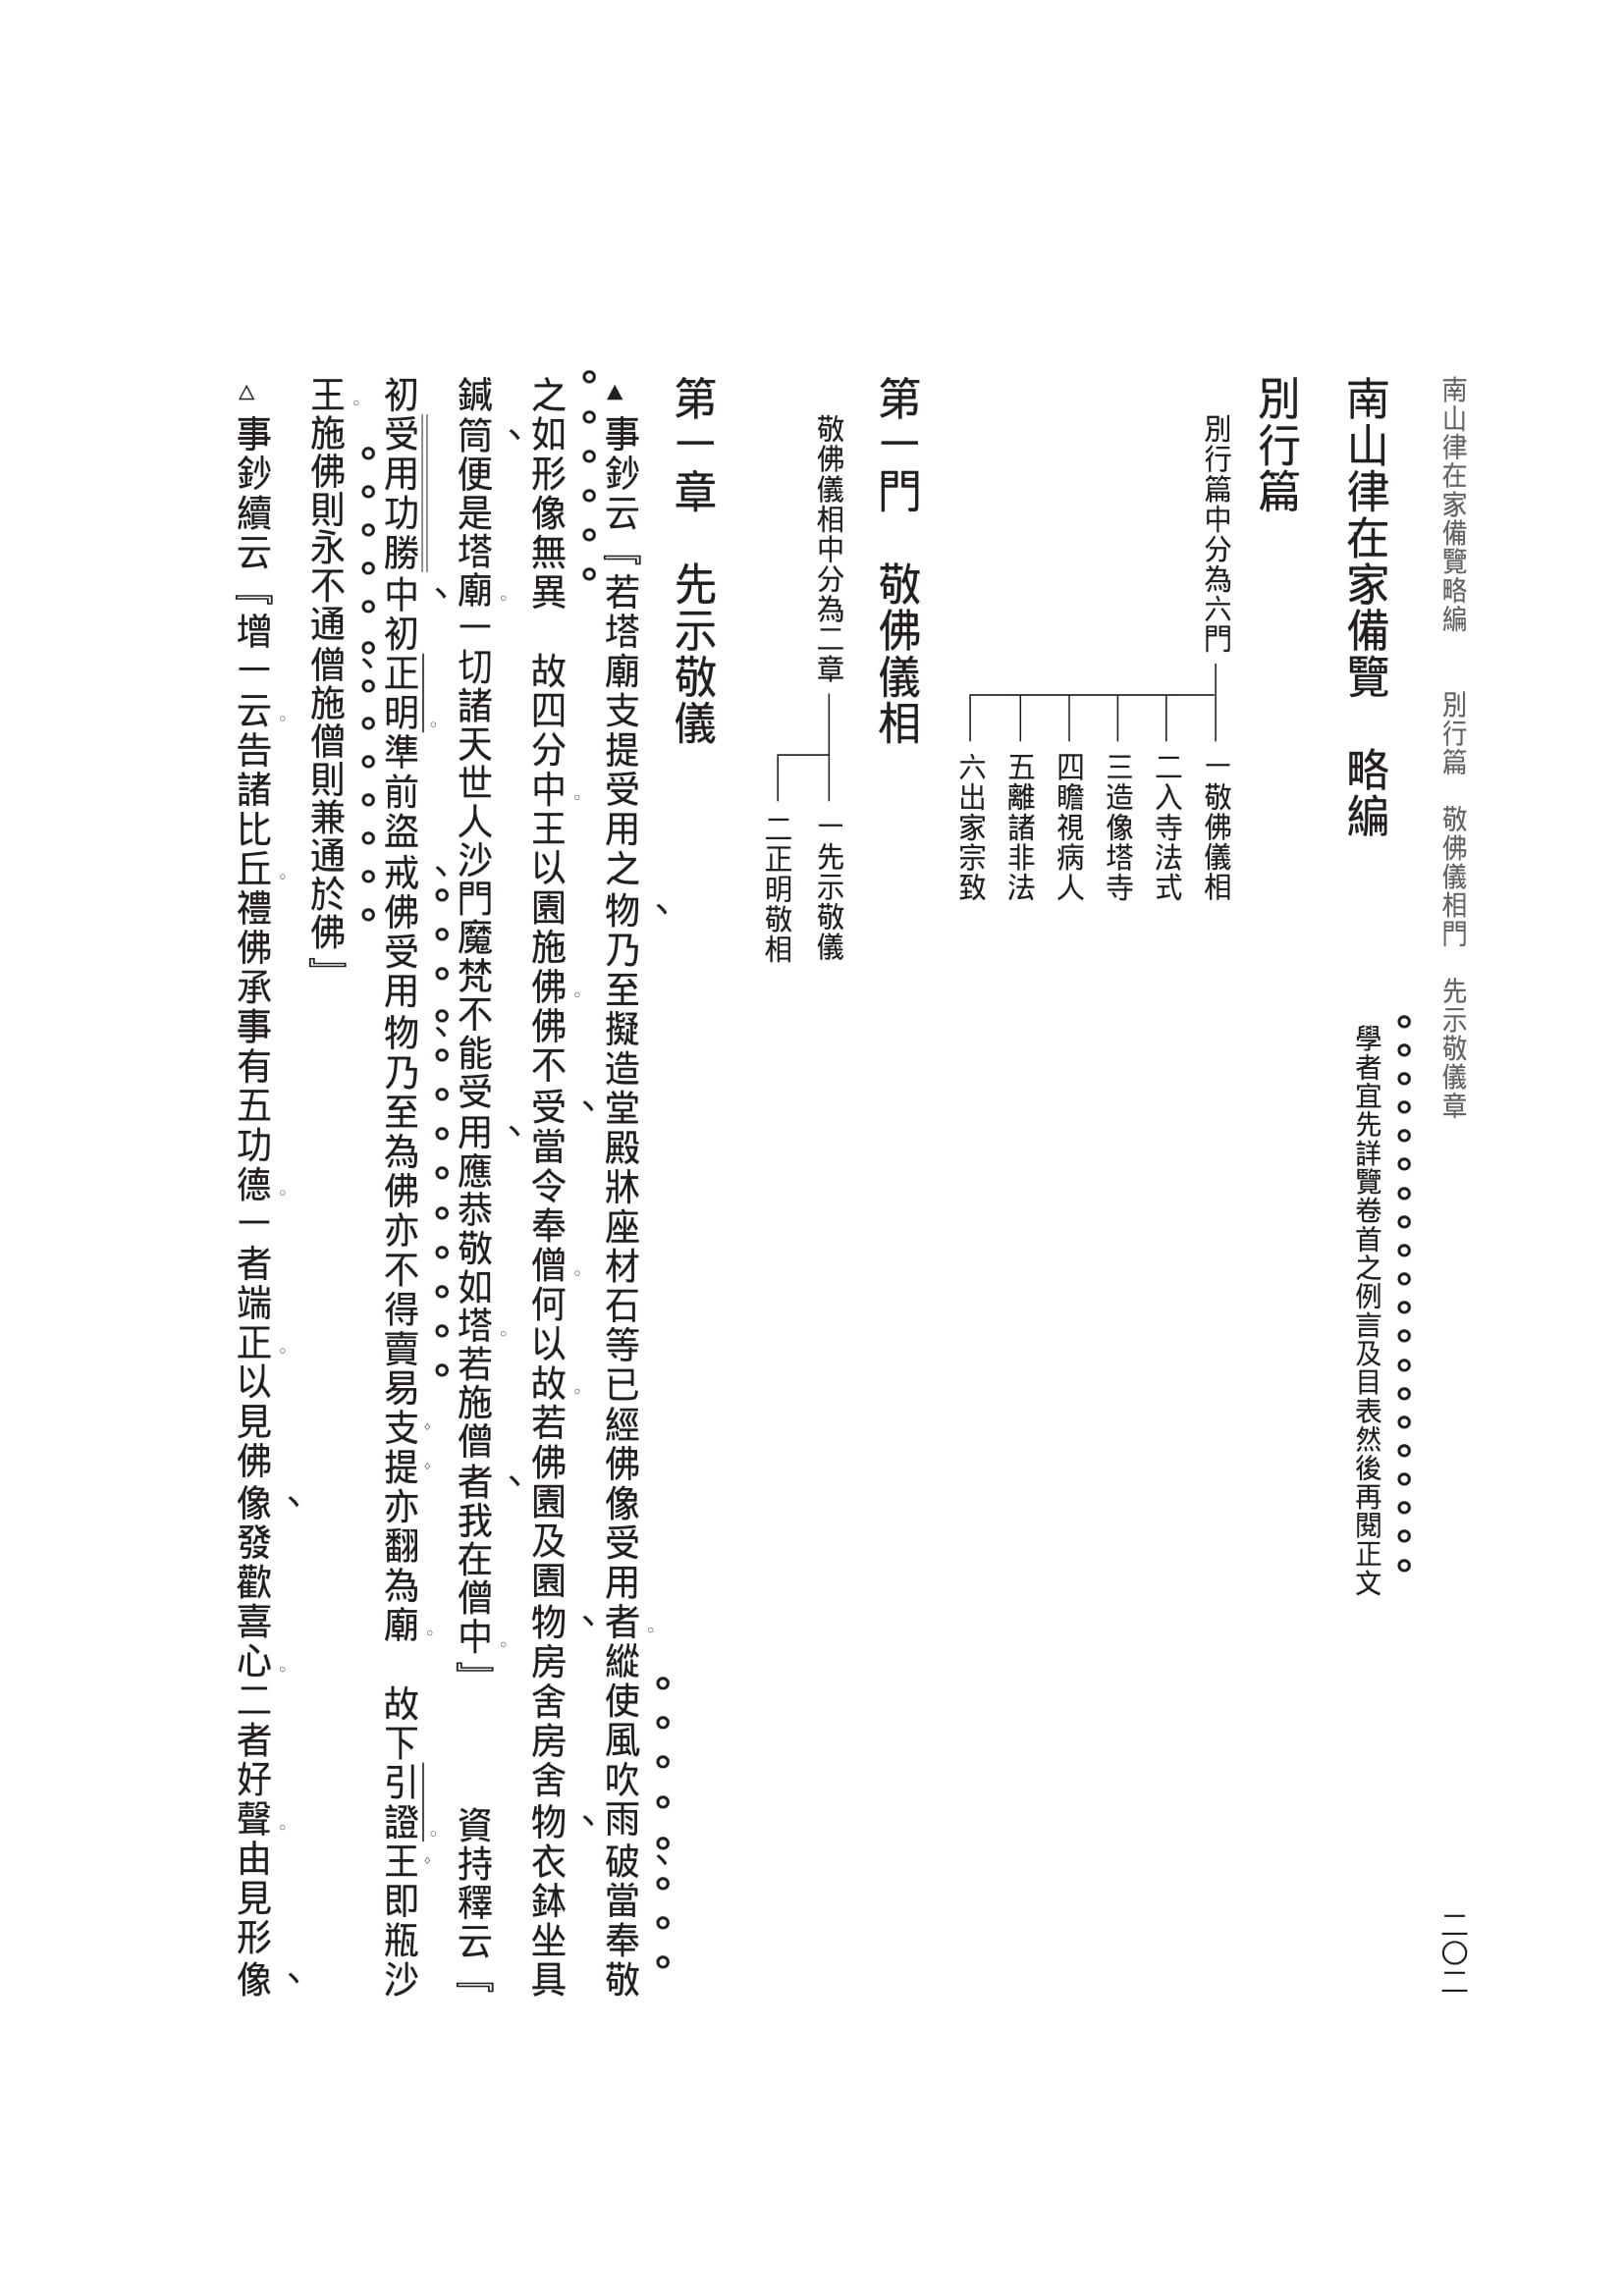 南山律在家備覽略編　別行篇　敬佛儀相門　先示敬儀章　二〇二
南山律在家備覽　略編　學者宜先詳覽卷首之例言及目表然後再閱正文
別行篇
別行篇中分為六門
一敬佛儀相
二入寺法式
三造像塔寺
四瞻視病人
五離諸非法
六出家宗致
第一門　敬佛儀相
敬佛儀相中分為二章
一先示敬儀
二正明敬相
第一章　先示敬儀
▲事鈔云『若塔廟支提受用之物、乃至擬造堂殿牀座材石等已經佛像受用者。縱使風吹雨破、當奉敬
之如形像無異　故四分中。王以園施佛。佛不受、當令奉僧。何以故。若佛園及園物、房舍房舍物、衣鉢坐具
鍼筒、便是塔廟。一切諸天世人沙門魔梵不能受用、應恭敬如塔。若施僧者、我在僧中。』　資持釋云『
初受用功勝中、初正明。準前盜戒、佛受用物、乃至為佛亦不得賣易支提亦翻為廟。　故下引證。王即瓶沙
王。施佛則永不通、僧施僧則兼通於佛』
△事鈔續云『增一云。告諸比丘。禮佛承事有五功德。一者端正。以見佛像、發歡喜心。二者好聲。由見形像、